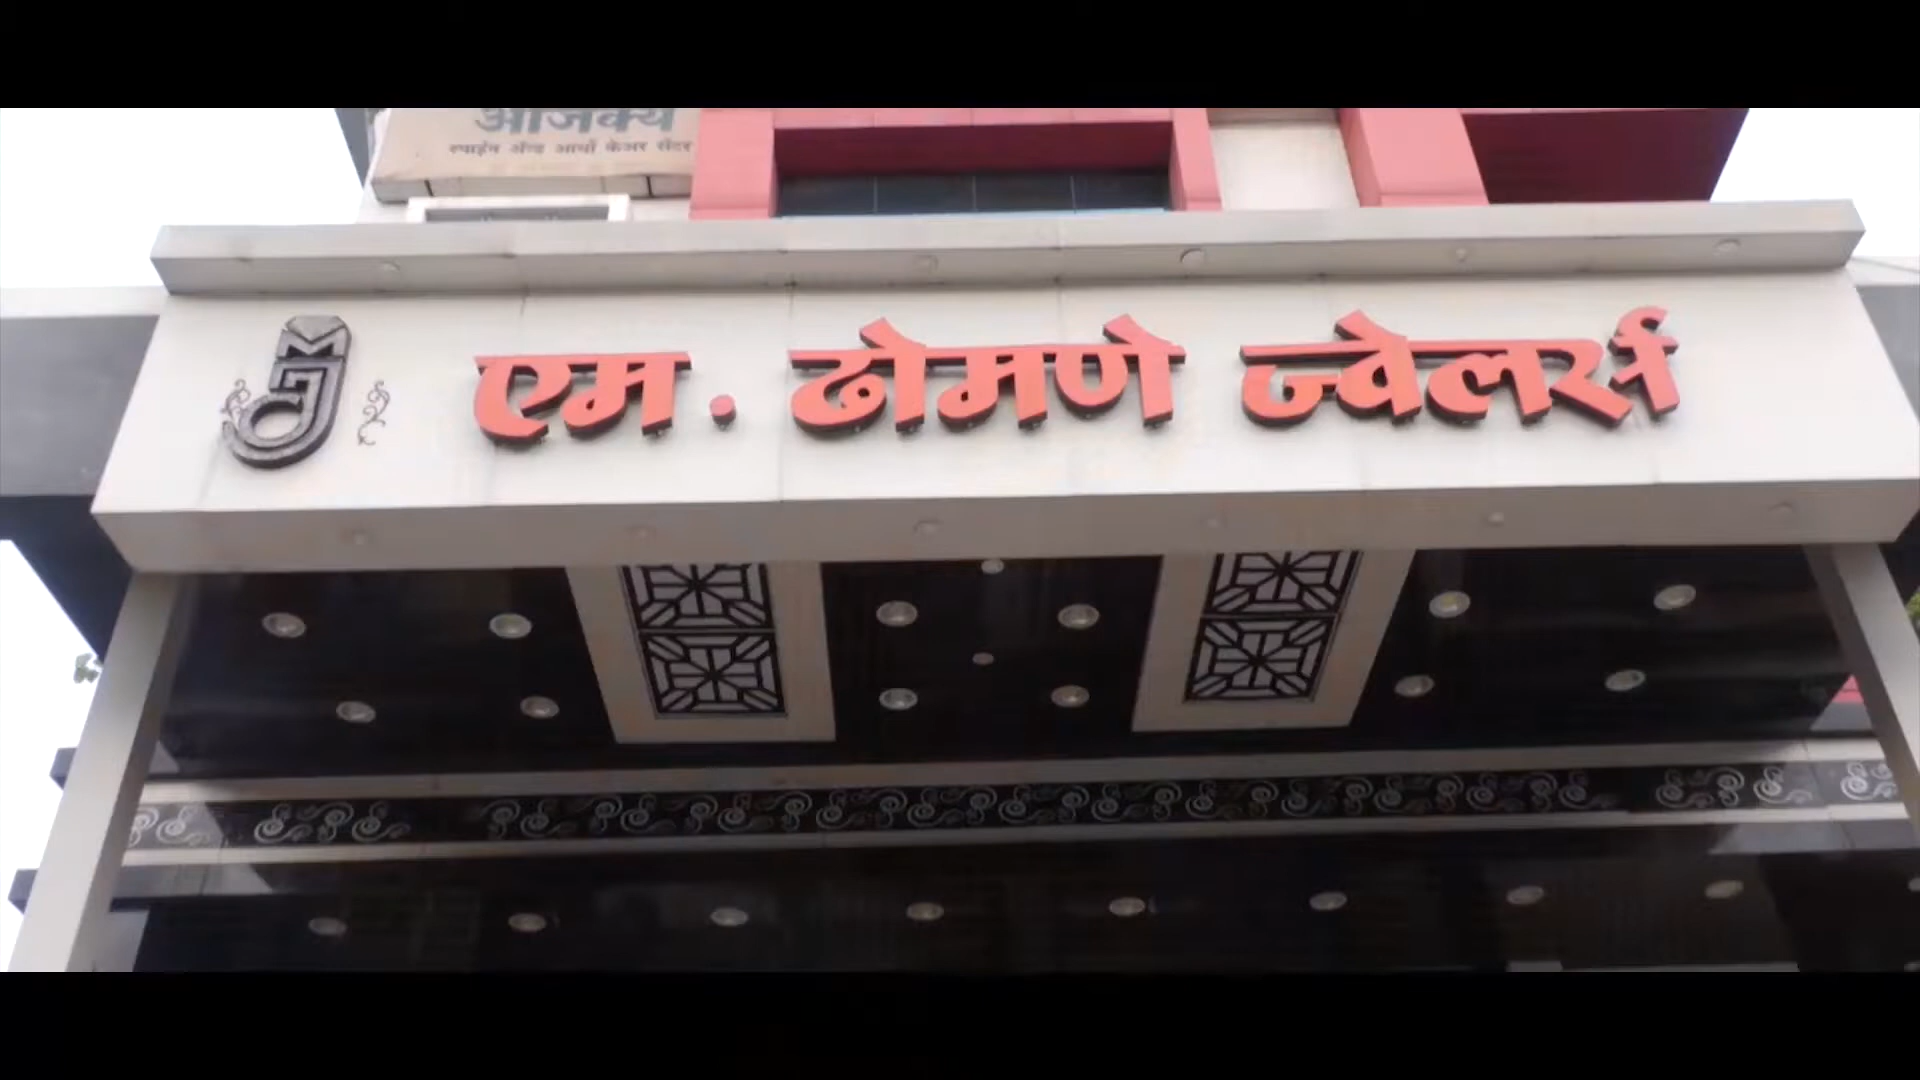 आजिंक्य
स्पाईन अँन्ड आर्थो केअर सेंटर
MJ
एम. ढोमणे ज्वेलर्स